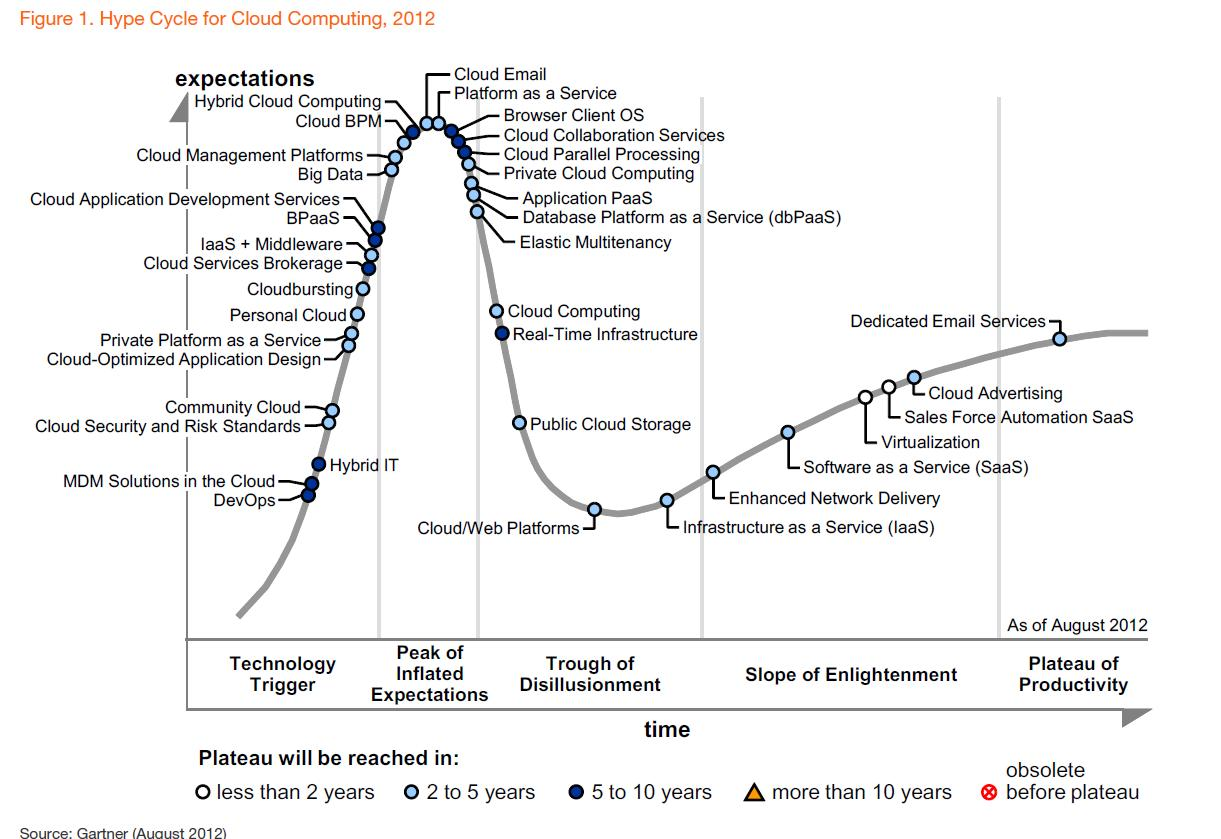 Figure 1. Hype Cycle for Cloud Computing, 2012
expectations
Cloud Email
Platform as a Service
Hybrid Cloud Computing
Cloud BPM
Cloud Management Platforms
Big Data
Cloud Application Development Services
BPaaS
IaaS + Middleware
Cloud Services Brokerage
Cloudbursting
Personal Cloud
Private Platform as a Service
Cloud-Optimized Application Design
Community Cloud
Cloud Security and Risk Standards
Hybrid IT
MDM Solutions in the Cloud
DevOps
Browser Client OS
Cloud Collaboration Services
Cloud Parallel Processing
Private Cloud Computing
Application PaaS
Database Platform as a Service (dbPaaS)
Elastic Multitenancy
Cloud Computing
Real-Time Infrastructure
Public Cloud Storage
Cloud/Web Platforms
Infrastructure as a Service (IaaS)
Enhanced Network Delivery
Software as a Service (SaaS)
Virtualization
Sales Force Automation SaaS
Cloud Advertising
Dedicated Email Services
As of August 2012
Technology
Trigger
Peak of
Inflated
Expectations
Trough of
Disillusionment
Slope of Enlightenment
Plateau of
Productivity
time
Plateau will be reached in:
less than 2 years
2 to 5 years
5 to 10 years
more than 10 years
obsolete
before plateau
Source: Gartner (August 2012)